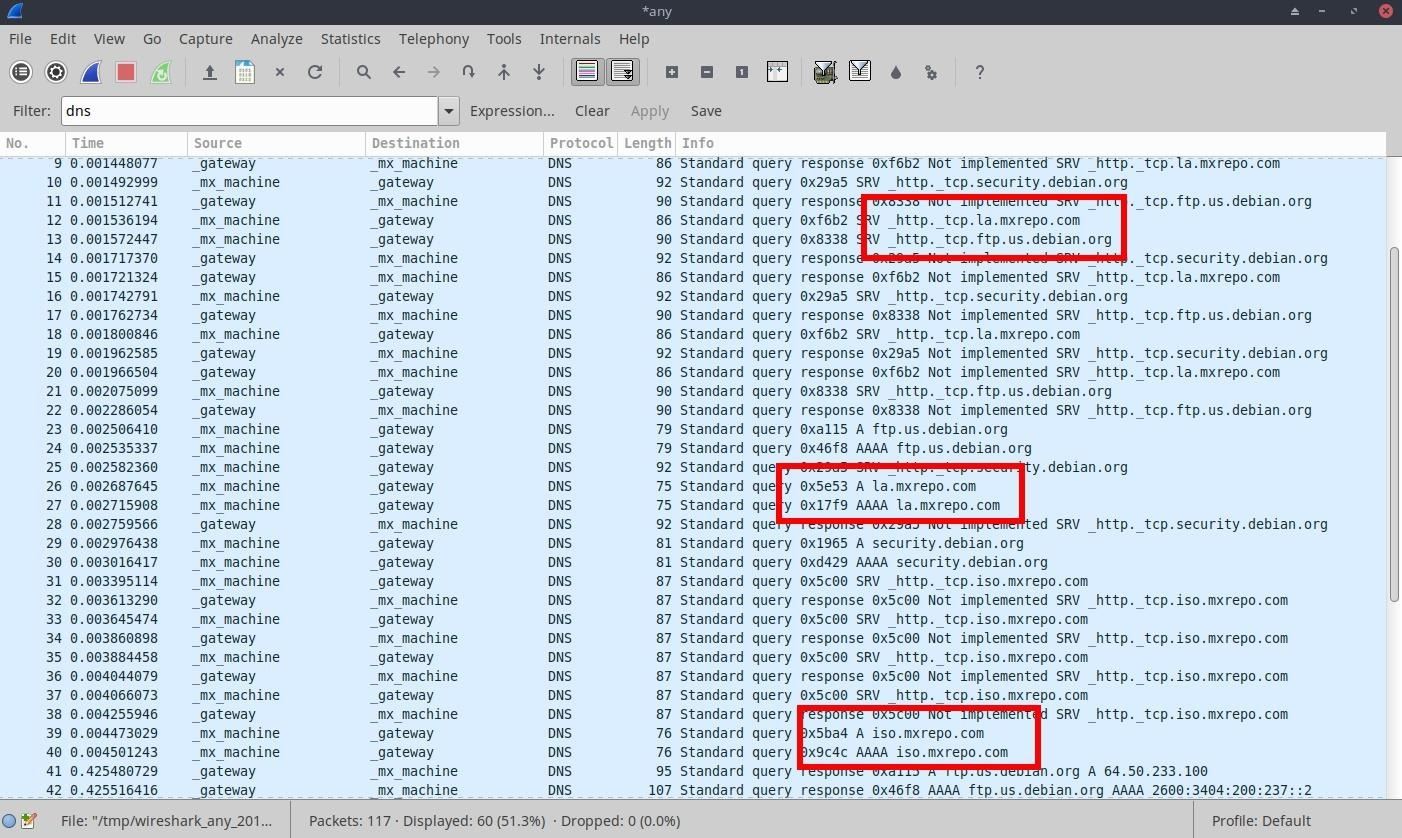 *any
File Edit View Go Capture Analyze Statistics Telephony Tools Internals Help
Filter: dns Expression... Clear Apply Save
No. Time Source Destination Protocol Length Info
9 0.001448077 _gateway _mx_machine DNS 86 Standard query response 0xf6b2 Not implemented SRV _http._tcp.la.mxrepo.com
10 0.001492999 _mx_machine _gateway DNS 92 Standard query 0x29a5 SRV _http._tcp.security.debian.org
11 0.001512741 _gateway _mx_machine DNS 90 Standard query response 0x8338 Not implemented SRV _http._tcp.ftp.us.debian.org
12 0.001536194 _mx_machine _gateway DNS 86 Standard query 0xf6b2 SRV _http._tcp.la.mxrepo.com
13 0.001572447 _mx_machine _gateway DNS 90 Standard query 0x8338 SRV _http._tcp.ftp.us.debian.org
14 0.001717370 _gateway _mx_machine DNS 92 Standard query response 0x29a5 Not implemented SRV _http._tcp.security.debian.org
15 0.001721324 _gateway _mx_machine DNS 86 Standard query response 0xf6b2 Not implemented SRV _http._tcp.la.mxrepo.com
16 0.001742791 _mx_machine _gateway DNS 92 Standard query 0x29a5 SRV _http._tcp.security.debian.org
17 0.001762734 _gateway _mx_machine DNS 90 Standard query response 0x8338 Not implemented SRV _http._tcp.ftp.us.debian.org
18 0.001800846 _mx_machine _gateway DNS 86 Standard query 0xf6b2 SRV _http._tcp.la.mxrepo.com
19 0.001962585 _gateway _mx_machine DNS 92 Standard query response 0x29a5 Not implemented SRV _http._tcp.security.debian.org
20 0.001966504 _gateway _mx_machine DNS 86 Standard query response 0xf6b2 Not implemented SRV _http._tcp.la.mxrepo.com
21 0.002075099 _mx_machine _gateway DNS 90 Standard query 0x8338 SRV _http._tcp.ftp.us.debian.org
22 0.002286054 _gateway _mx_machine DNS 90 Standard query response 0x8338 Not implemented SRV _http._tcp.ftp.us.debian.org
23 0.002506410 _mx_machine _gateway DNS 79 Standard query 0xa115 A ftp.us.debian.org
24 0.002535337 _mx_machine _gateway DNS 79 Standard query 0x46f8 AAAA ftp.us.debian.org
25 0.002582360 _mx_machine _gateway DNS 92 Standard query 0x29a5 SRV _http._tcp.security.debian.org
26 0.002687645 _mx_machine _gateway DNS 75 Standard query 0x5e53 A la.mxrepo.com
27 0.002715908 _mx_machine _gateway DNS 75 Standard query 0x17f9 AAAA la.mxrepo.com
28 0.002759566 _gateway _mx_machine DNS 92 Standard query response 0x29a5 Not implemented SRV _http._tcp.security.debian.org
29 0.002976438 _mx_machine _gateway DNS 81 Standard query 0x1965 A security.debian.org
30 0.003016417 _mx_machine _gateway DNS 81 Standard query 0xd429 AAAA security.debian.org
31 0.003395114 _mx_machine _gateway DNS 87 Standard query 0x5c00 SRV _http._tcp.iso.mxrepo.com
32 0.003613290 _gateway _mx_machine DNS 87 Standard query response 0x5c00 Not implemented SRV _http._tcp.iso.mxrepo.com
33 0.003645474 _mx_machine _gateway DNS 87 Standard query 0x5c00 SRV _http._tcp.iso.mxrepo.com
34 0.003860898 _gateway _mx_machine DNS 87 Standard query response 0x5c00 Not implemented SRV _http._tcp.iso.mxrepo.com
35 0.003884458 _mx_machine _gateway DNS 87 Standard query 0x5c00 SRV _http._tcp.iso.mxrepo.com
36 0.004044079 _gateway _mx_machine DNS 87 Standard query response 0x5c00 Not implemented SRV _http._tcp.iso.mxrepo.com
37 0.004066073 _mx_machine _gateway DNS 87 Standard query 0x5c00 SRV _http._tcp.iso.mxrepo.com
38 0.004255946 _gateway _mx_machine DNS 87 Standard query response 0x5c00 Not implemented SRV _http._tcp.iso.mxrepo.com
39 0.004473029 _mx_machine _gateway DNS 76 Standard query 0x5ba4 A iso.mxrepo.com
40 0.004501243 _mx_machine _gateway DNS 76 Standard query 0x9c4c AAAA iso.mxrepo.com
41 0.425480729 _gateway _mx_machine DNS 95 Standard query response 0xa115 A ftp.us.debian.org A 64.50.233.100
42 0.425516416 _gateway _mx_machine DNS 107 Standard query response 0x46f8 AAAA ftp.us.debian.org AAAA 2600:3404:200:237::2
File: "/tmp/wireshark_any_201... Packets: 117 · Displayed: 60 (51.3%) · Dropped: 0 (0.0%) Profile: Default